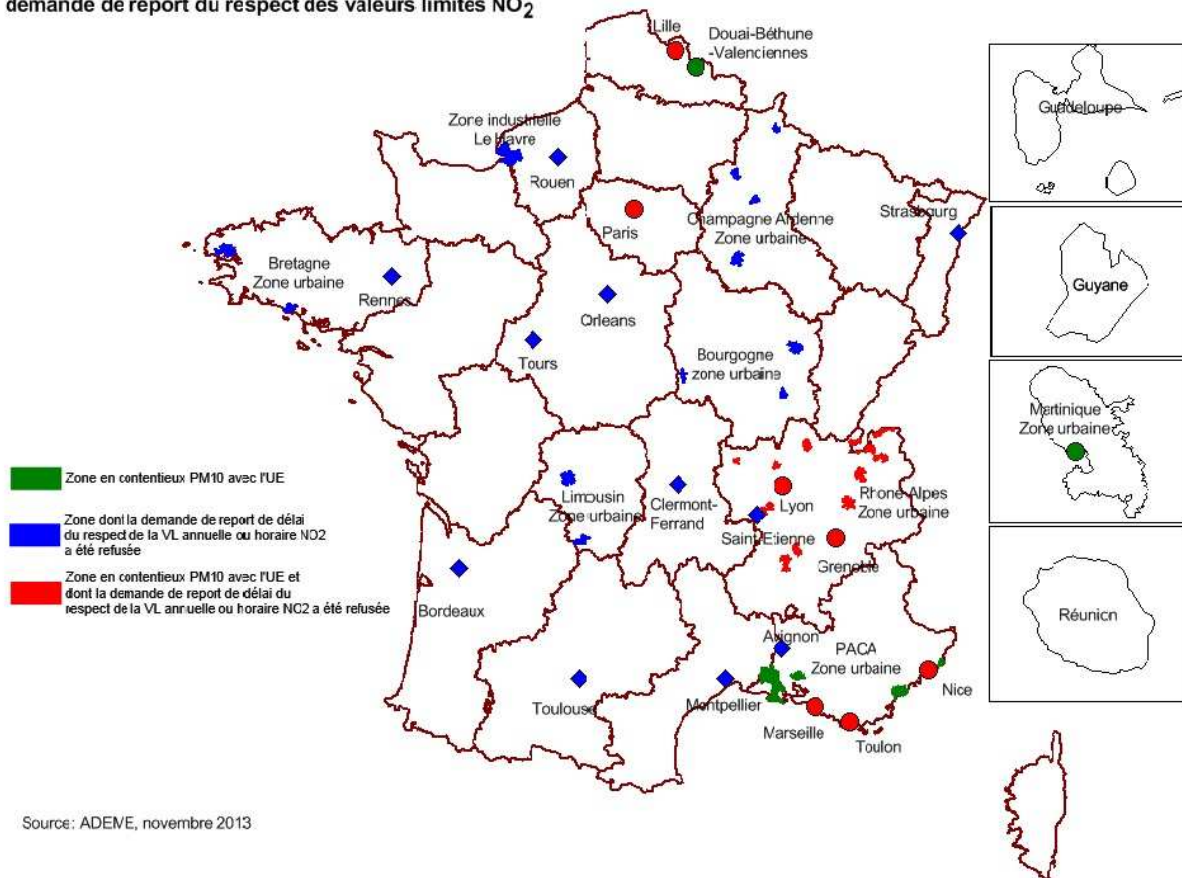 demande de report du respect des valeurs limites NO2
Lille
Douai-Béthune
-Valenciennes
Guadeloupe
Zone industrielle
Le Havre
Rouen
Paris
Champagne Ardenne
Zone urbaine
Strasbourg
Bretagne
Zone urbaine
Rennes
Guyane
Orleans
Tours
Bourgogne
zone urbaine
Martinique
Zone urbaine
Zone en contentieux PM10 avec l'UE
Zone dont la demande de report de délai
du respect de la VL annuelle ou horaire NO2
a été refusée
Zone en contentieux PM10 avec l'UE et
dont la demande de report de délai du
respect de la VL annuelle ou horaire NO2 a été refusée
Limousin
Zone urbaine
Clermont-
Ferrand
Lyon
Rhone-Alpes
Zone urbaine
Saint Etienne
Grenoble
Bordeaux
Réunion
Avignon
PACA
Zone urbaine
Toulouse
Montpellier
Nice
Marseille
Toulon
Source: ADEME, novembre 2013